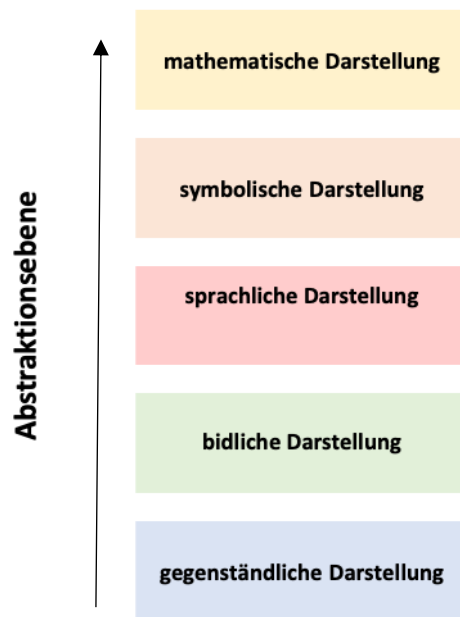 mathematische Darstellung
symbolische Darstellung
sprachliche Darstellung
bidliche Darstellung
gegenständliche Darstellung
Abstraktionsebene